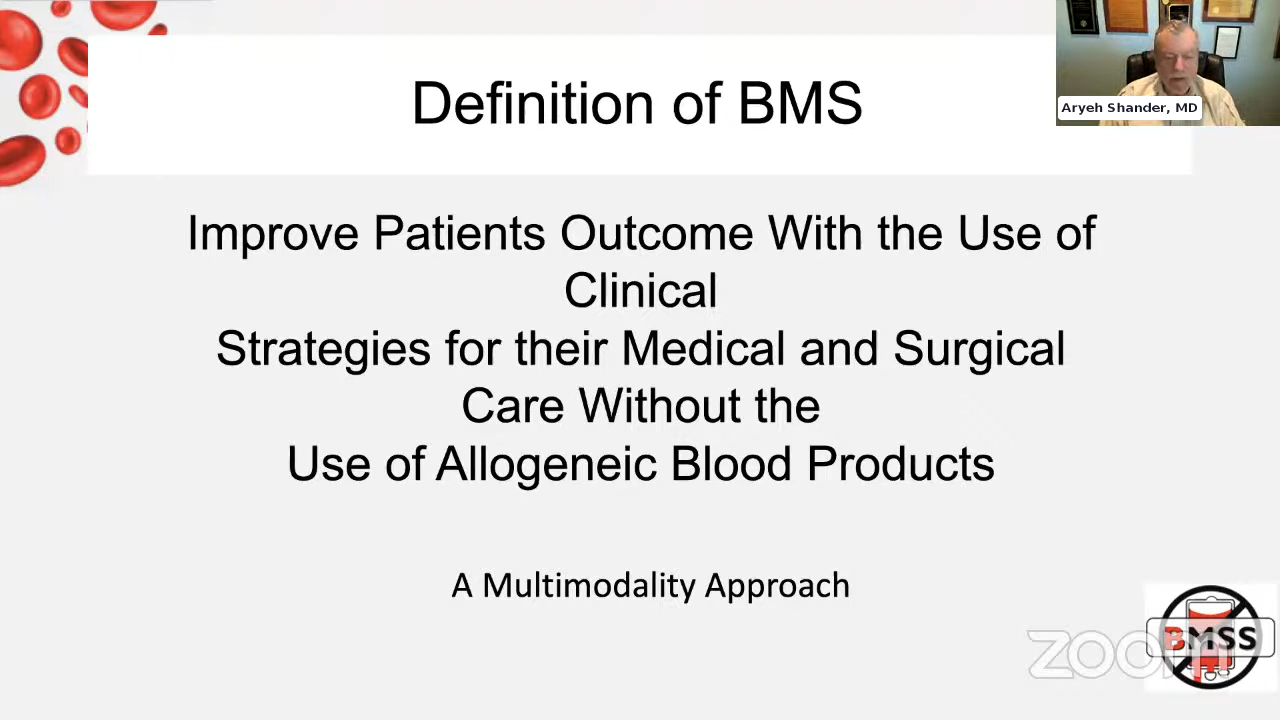 Definition of BMS
Aryeh Shander, MD
Improve Patients Outcome With the Use of
Clinical
Strategies for their Medical and Surgical
Care Without the
Use of Allogeneic Blood Products
A Multimodality Approach
BMSS
zoom